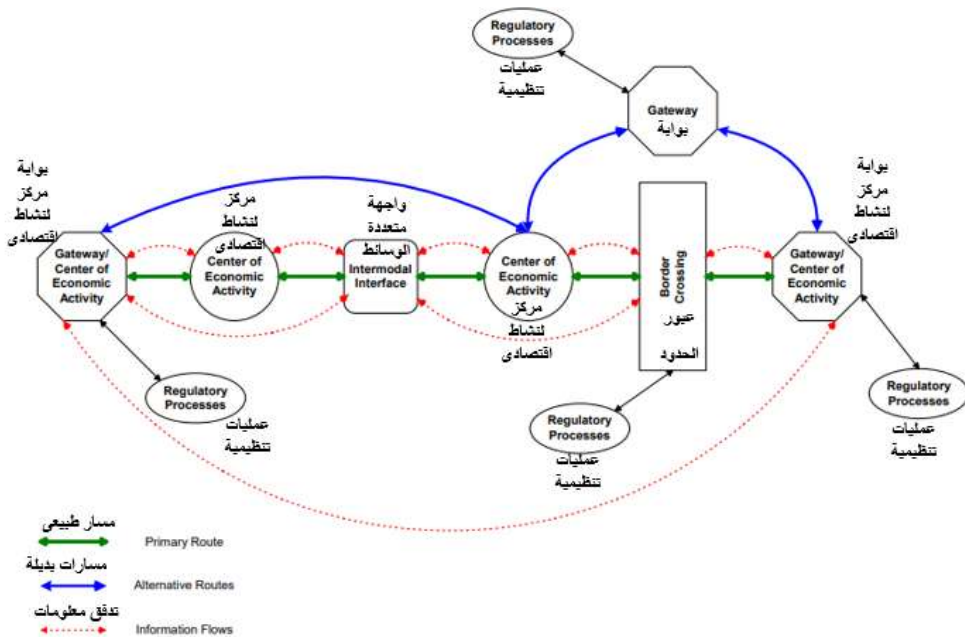 Regulatory
Processes
عمليات
تنظيمية
Gateway
بوابة
بوابة
مركز
لنشاط
اقتصادى
Gateway/
Center of
Economic
Activity
مركز
لنشاط
اقتصادى
Center of
Economic
Activity
واجهة
متعددة
الوسائط
Intermodal
Interface
Center of
Economic
Activity
مركز
لنشاط
اقتصادى
Border
Crossing
عبور
الحدود
بوابة
مركز
لنشاط
اقتصادى
Gateway/
Center of
Economic
Activity
Regulatory
Processes
عمليات
تنظيمية
Regulatory
Processes
عمليات
تنظيمية
Regulatory
Processes
عمليات
تنظيمية
مسار طبيعى
Primary Route
مسارات بديلة
Alternative Routes
تدفق معلومات
Information Flows